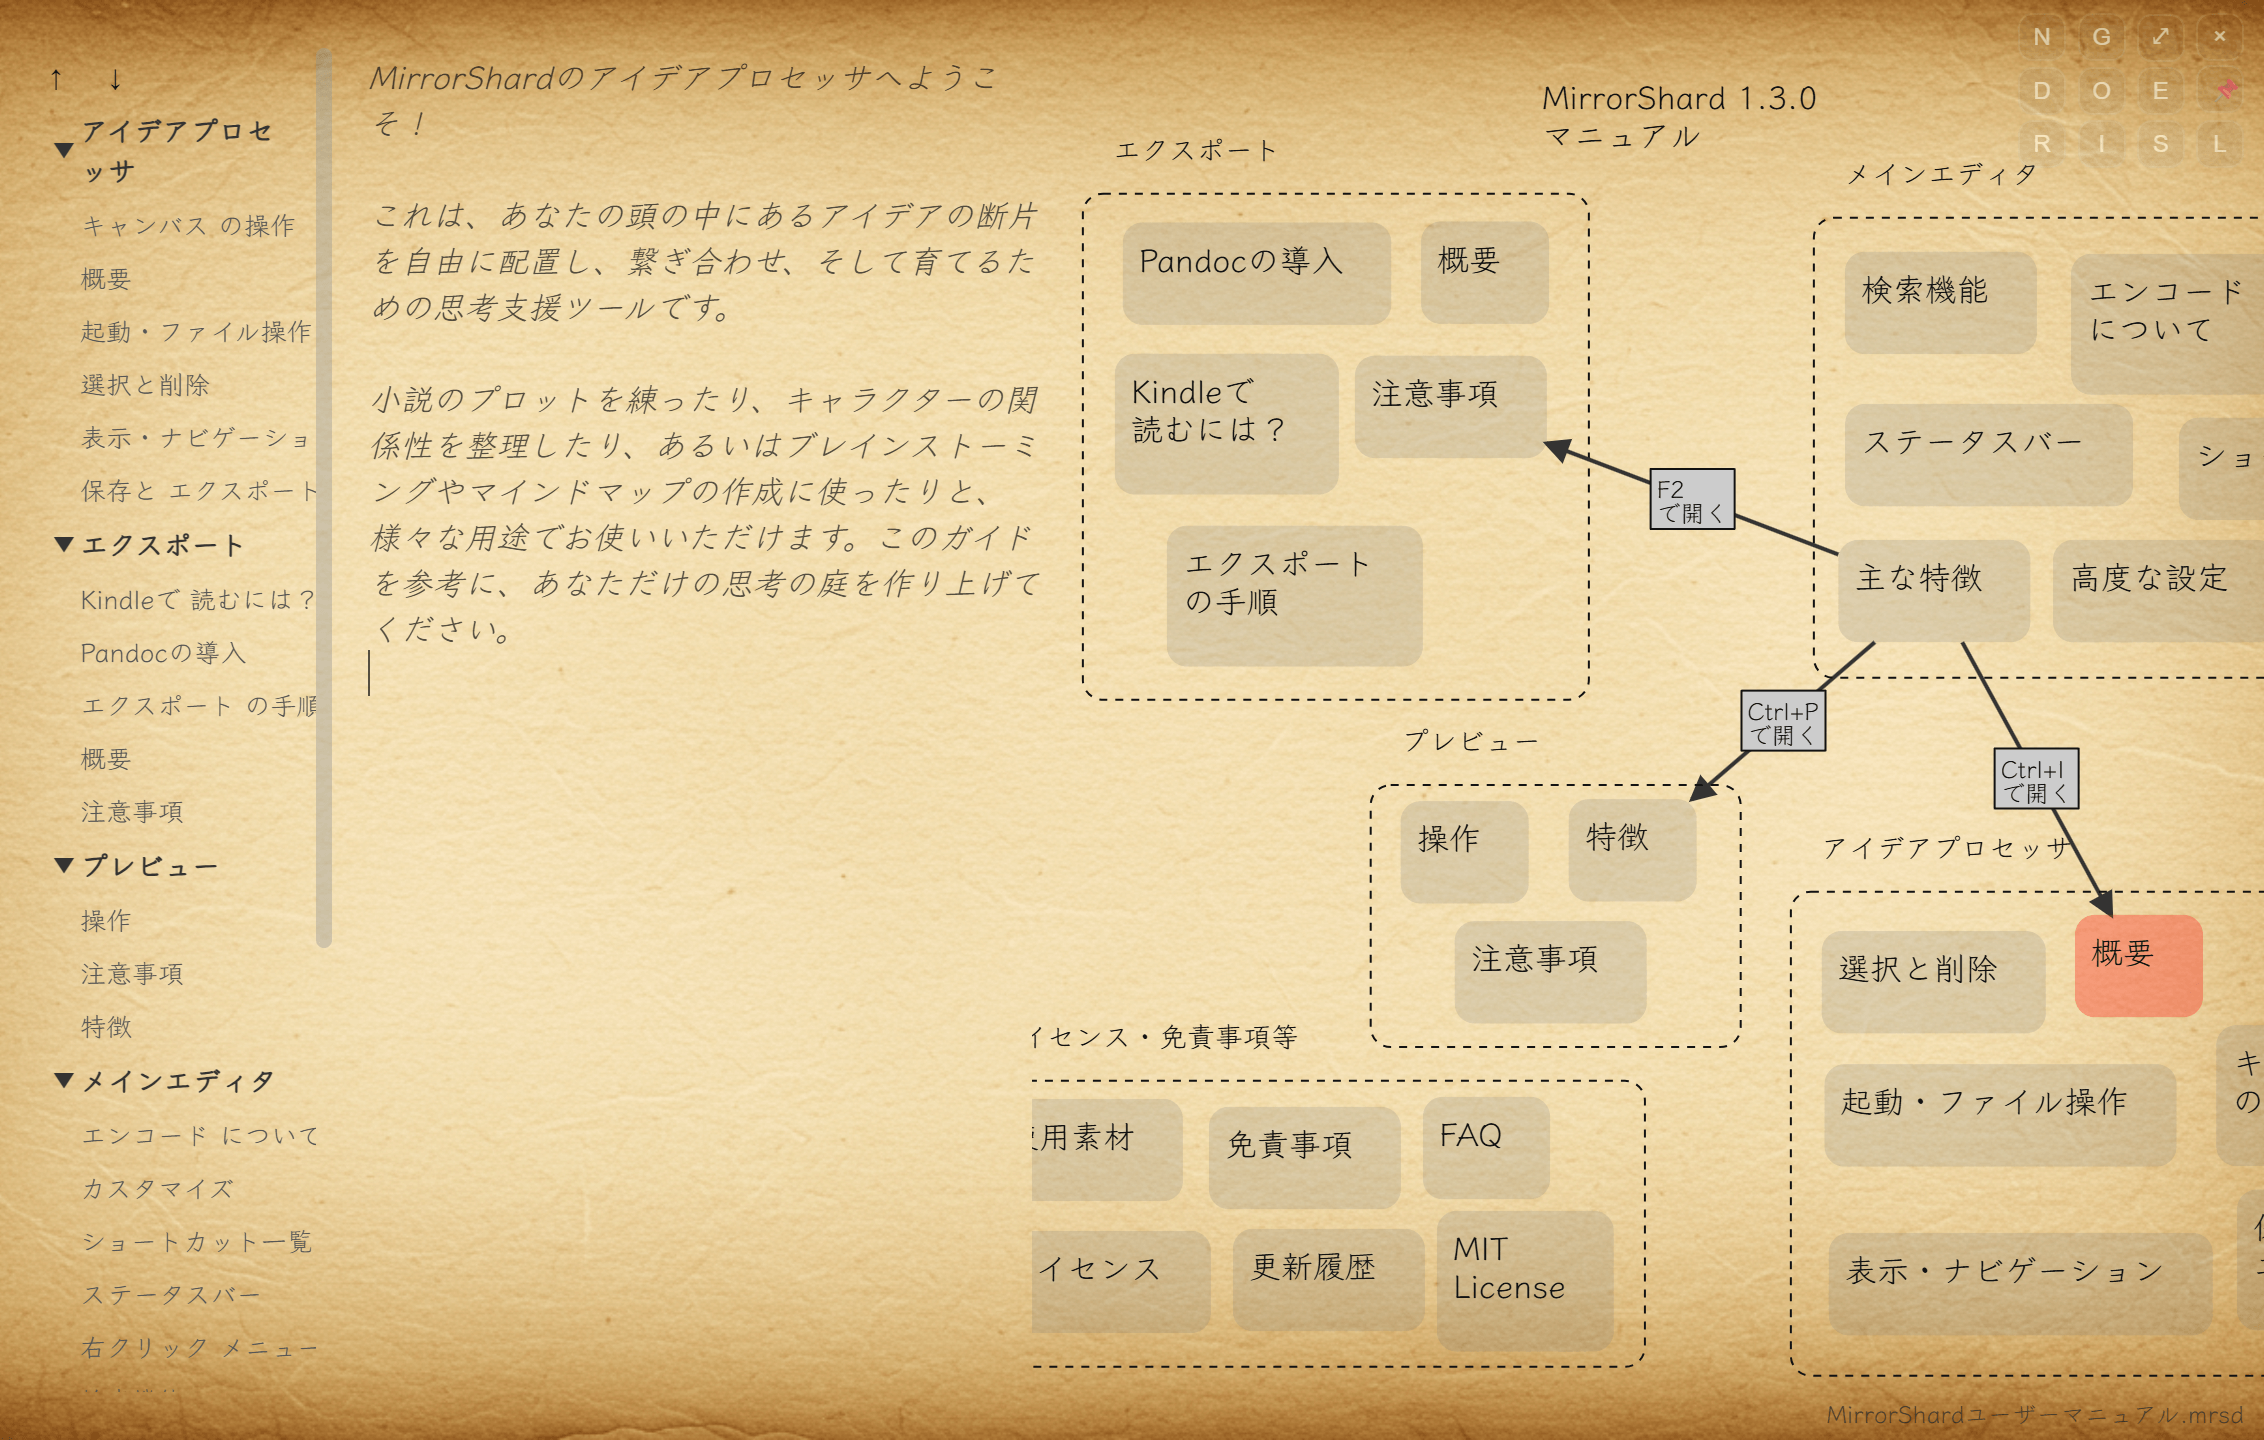 ↑ ↓
アイデアプロセ
ッサ
キャンバス の操作
概要
起動・ファイル操作
選択と削除
表示・ナビゲーショ
保存と エクスポート
エクスポート
Kindleで 読むには？
Pandocの導入
エクスポート の手順
概要
注意事項
プレビュー
操作
注意事項
特徴
メインエディタ
エンコード について
カスタマイズ
ショートカット一覧
ステータスバー
右クリック メニュー
MirrorShardのアイデアプロセッサへようこ
そ！
これは、あなたの頭の中にあるアイデアの断片
を自由に配置し、繋ぎ合わせ、そして育てるた
めの思考支援ツールです。
小説のプロットを練ったり、キャラクターの関
係性を整理したり、あるいはブレインストーミ
ングやマインドマップの作成に使ったりと、
様々な用途でお使いいただけます。このガイド
を参考に、あなただけの思考の庭を作り上げて
ください。
MirrorShard 1.3.0
マニュアル
N G ⤢ ×
D O E
R I S L
エクスポート
Pandocの導入
概要
Kindleで
読むには？
注意事項
エクスポート
の手順
メインエディタ
検索機能
エンコード
について
ステータスバー
ショ
主な特徴
高度な設定
F2
で開く
Ctrl+P
で開く
Ctrl+I
で開く
プレビュー
操作
特徴
注意事項
アイデアプロセッサ
選択と削除
概要
起動・ファイル操作
キ
の
表示・ナビゲーション
イセンス・免責事項等
用素材
免責事項
FAQ
イセンス
更新履歴
MIT
License
MirrorShardユーザーマニュアル.mrsd